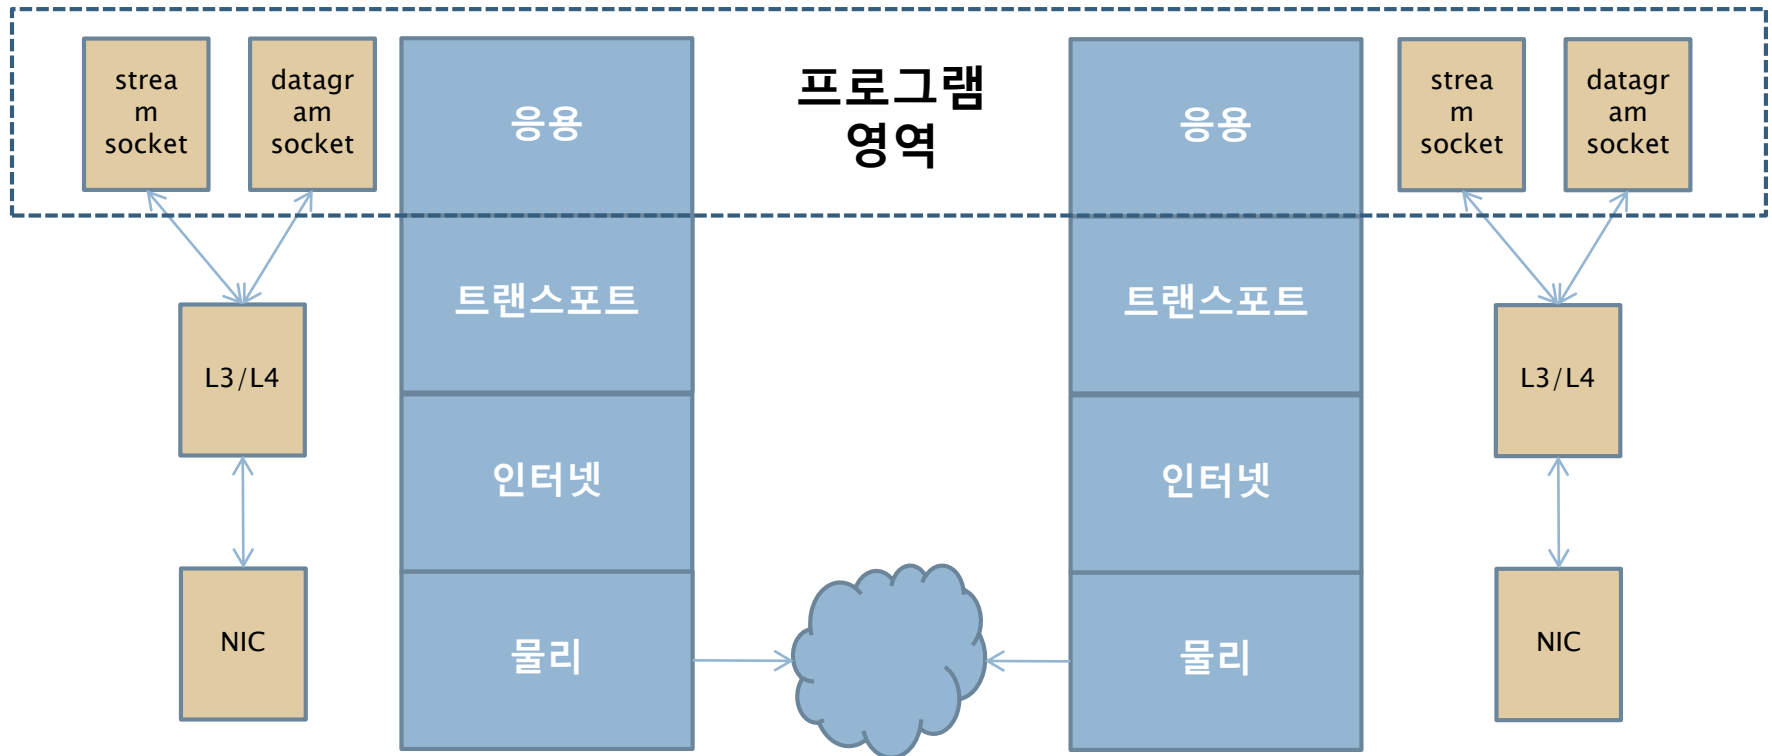 strea
m
socket
datagr
am
socket
응용
프로그램
영역
응용
strea
m
socket
datagr
am
socket
트랜스포트
트랜스포트
L3/L4
L3/L4
인터넷
인터넷
NIC
물리
물리
NIC